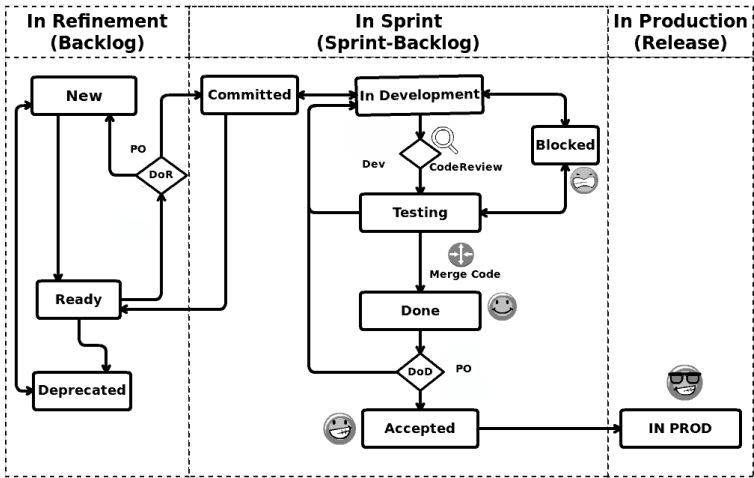 In Refinement
(Backlog)
In Sprint
(Sprint-Backlog)
In Production
(Release)
New
Committed
In Development
PO
DoR
Dev
CodeReview
Blocked
Testing
Merge Code
Ready
Done
DoD
PO
Deprecated
Accepted
IN PROD